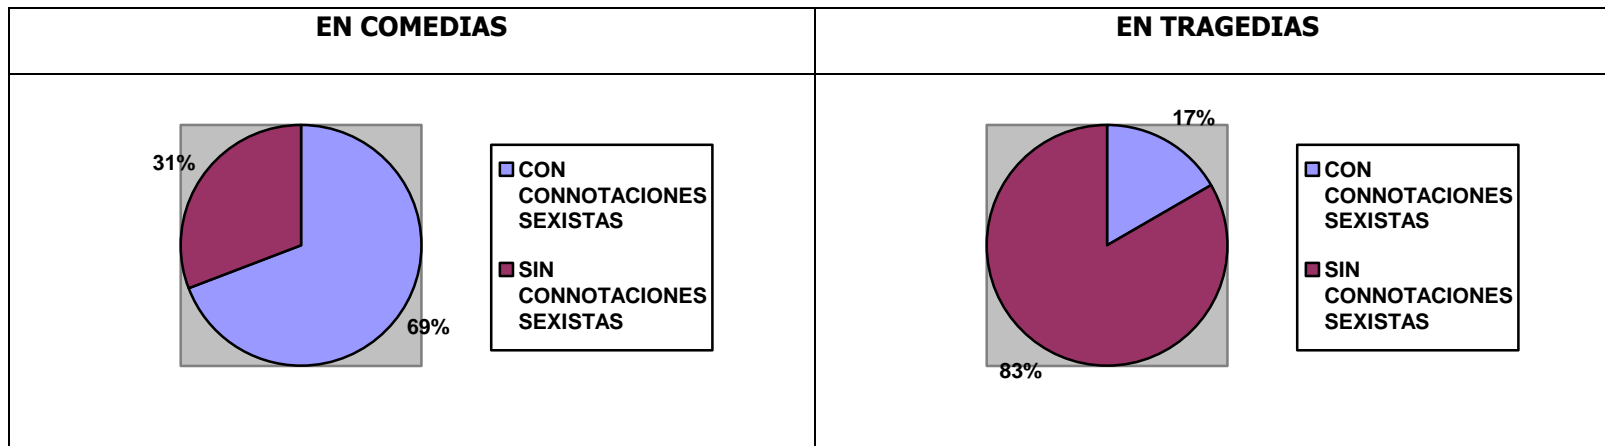 EN COMEDIAS
EN TRAGEDIAS
31%
69%
CON
CONNOTACIONES
SEXISTAS
SIN
CONNOTACIONES
SEXISTAS
17%
83%
CON
CONNOTACIONES
SEXISTAS
SIN
CONNOTACIONES
SEXISTAS